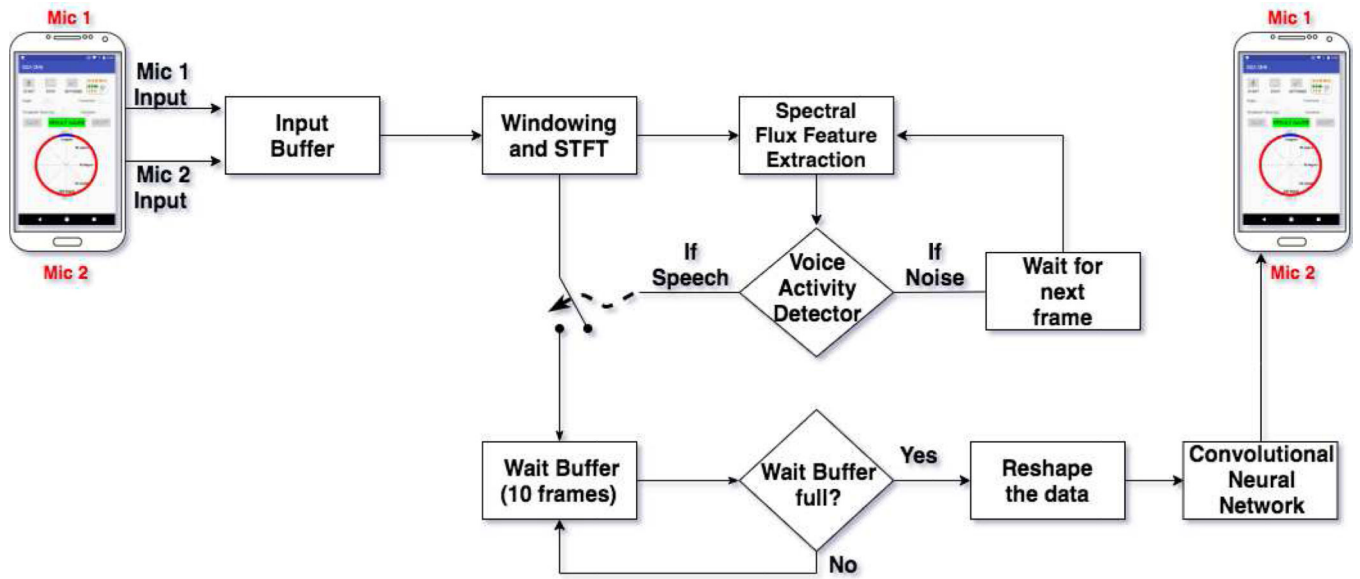 Mic 1
Mic 1
Mic 1
Input
Input
Buffer
Windowing
and STFT
Spectral
Flux Feature
Extraction
Mic 2
Input
Mic 2
If
Speech
Voice
Activity
Detector
If
Noise
Wait for
next
frame
Mic 2
Wait Buffer
(10 frames)
Wait Buffer
full?
Yes
No
Reshape
the data
Convolutional
Neural
Network